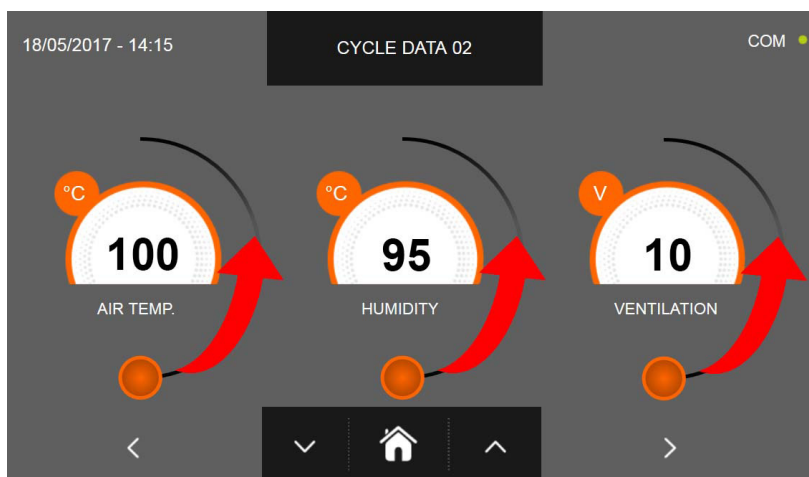 18/05/2017 - 14:15
CYCLE DATA 02
COM
°C
°C
V
100
95
10
AIR TEMP.
HUMIDITY
VENTILATION